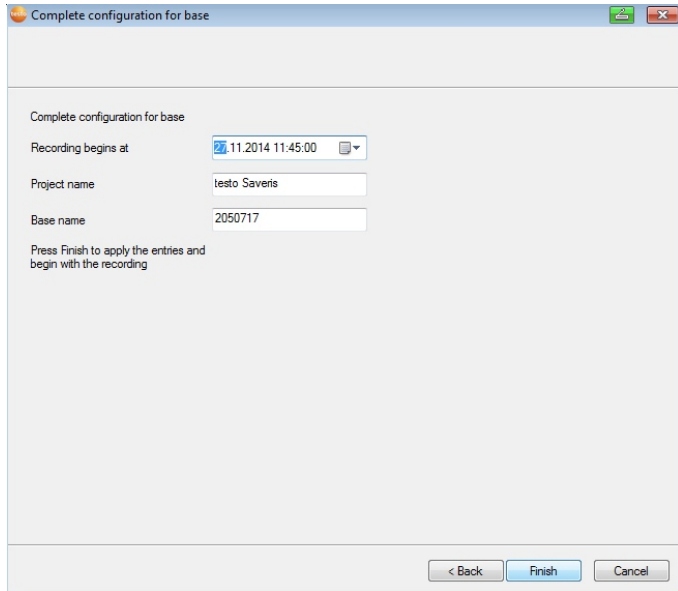 Complete configuration for base
Complete configuration for base
Recording begins at
27.11.2014 11:45:00
Project name
testo Saveris
Base name
2050717
Press Finish to apply the entries and
begin with the recording
< Back
Finish
Cancel